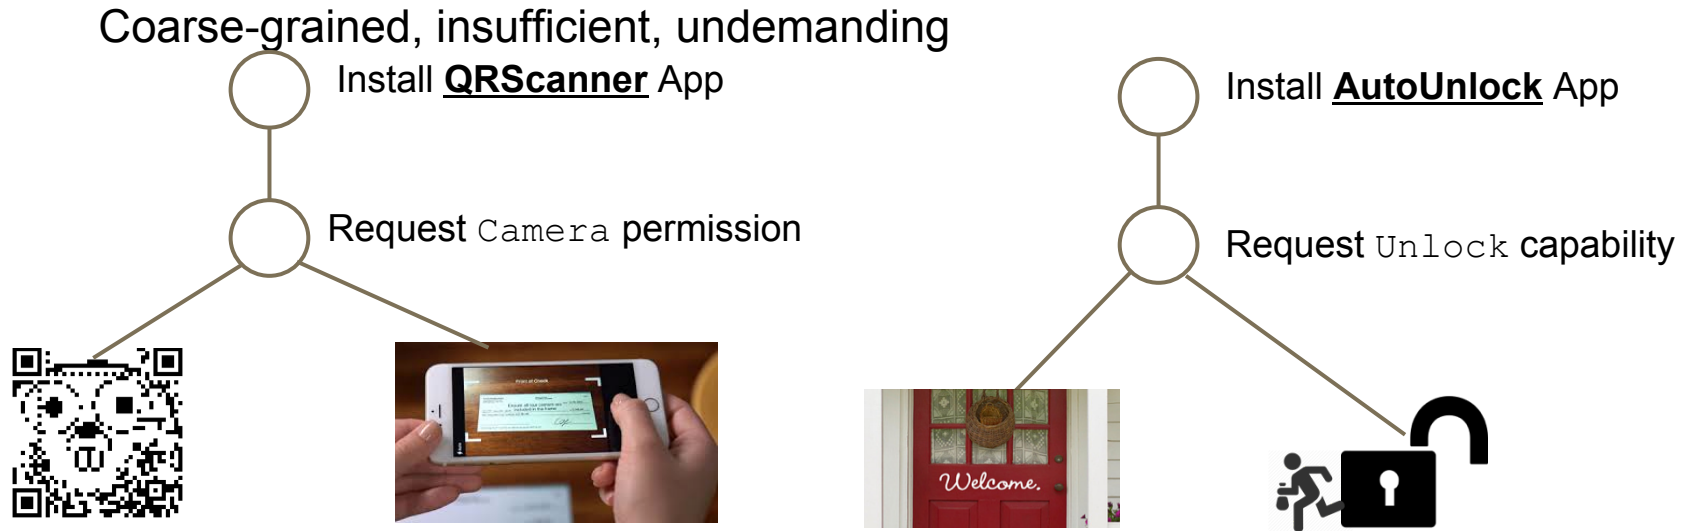 Coarse-grained, insufficient, undemanding
Install QRScanner App
Request Camera permission
Install AutoUnlock App
Request Unlock capability
Welcome.